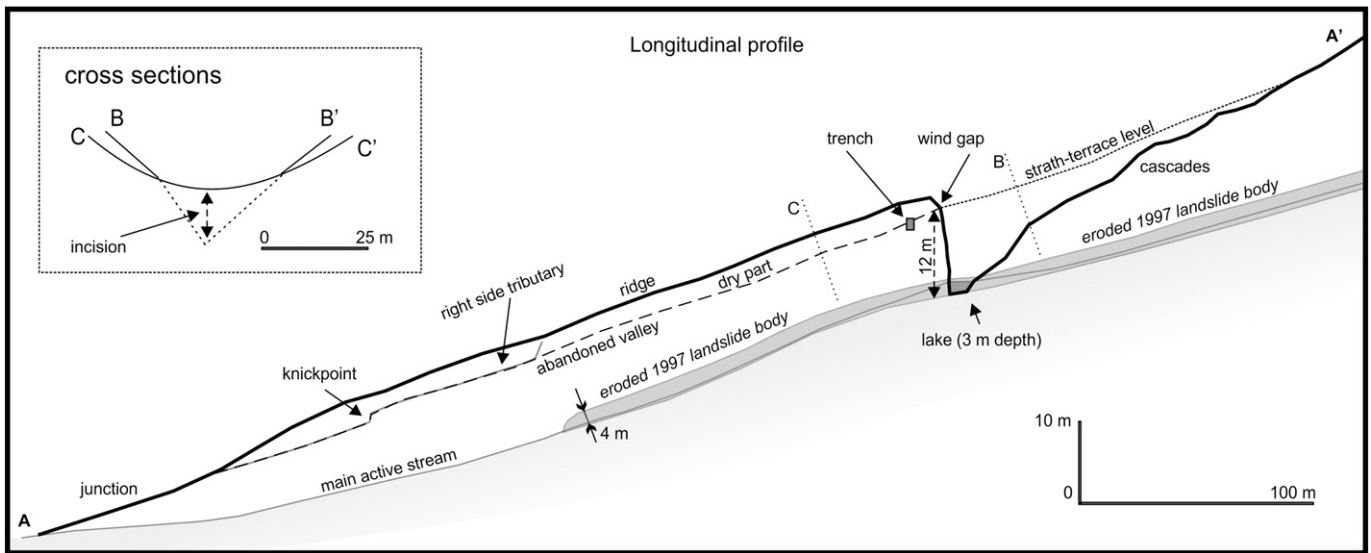 Longitudinal profile
A'
cross sections
B
B'
C
C'
incision
0
25 m
trench
wind gap
B
strath-terrace level
cascades
C
12 m
eroded 1997 landslide body
lake (3 m depth)
right side tributary
ridge
dry part
abandoned valley
knickpoint
eroded 1997 landslide body
4 m
main active stream
junction
A
10 m
0
100 m